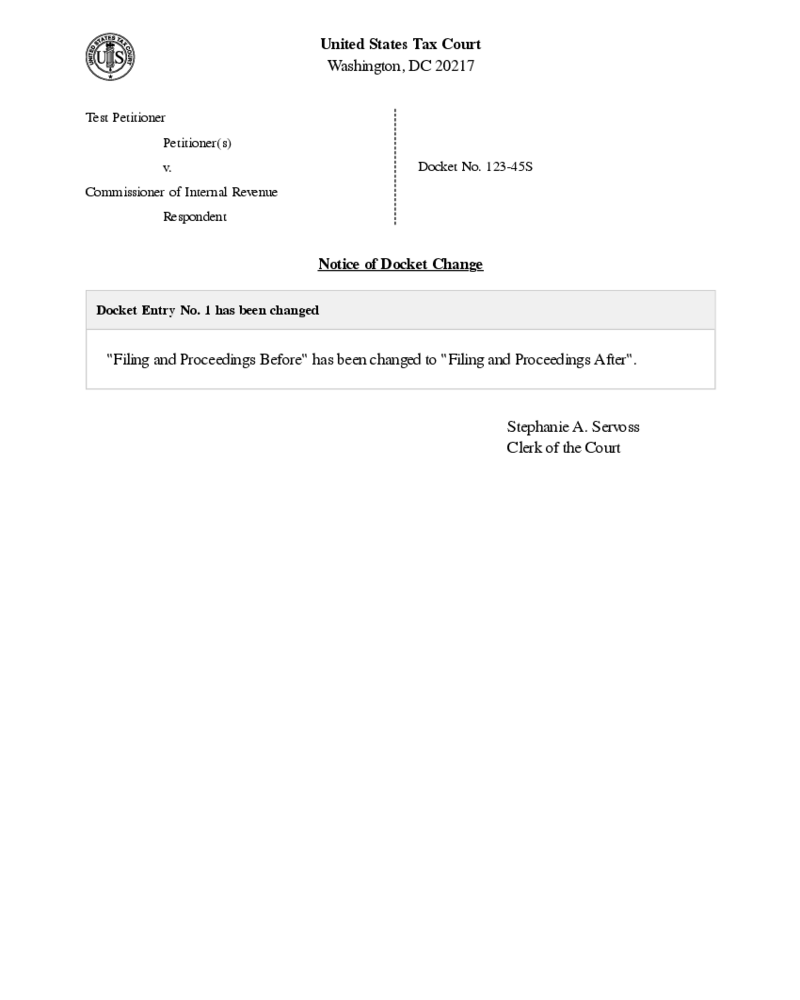 UNITED STATES TAX COURT
US
United States Tax Court
Washington, DC 20217
Test Petitioner
Petitioner(s)
v.
Commissioner of Internal Revenue
Respondent
Docket No. 123-45S
Notice of Docket Change
Docket Entry No. 1 has been changed
"Filing and Proceedings Before" has been changed to "Filing and Proceedings After".
Stephanie A. Servoss
Clerk of the Court